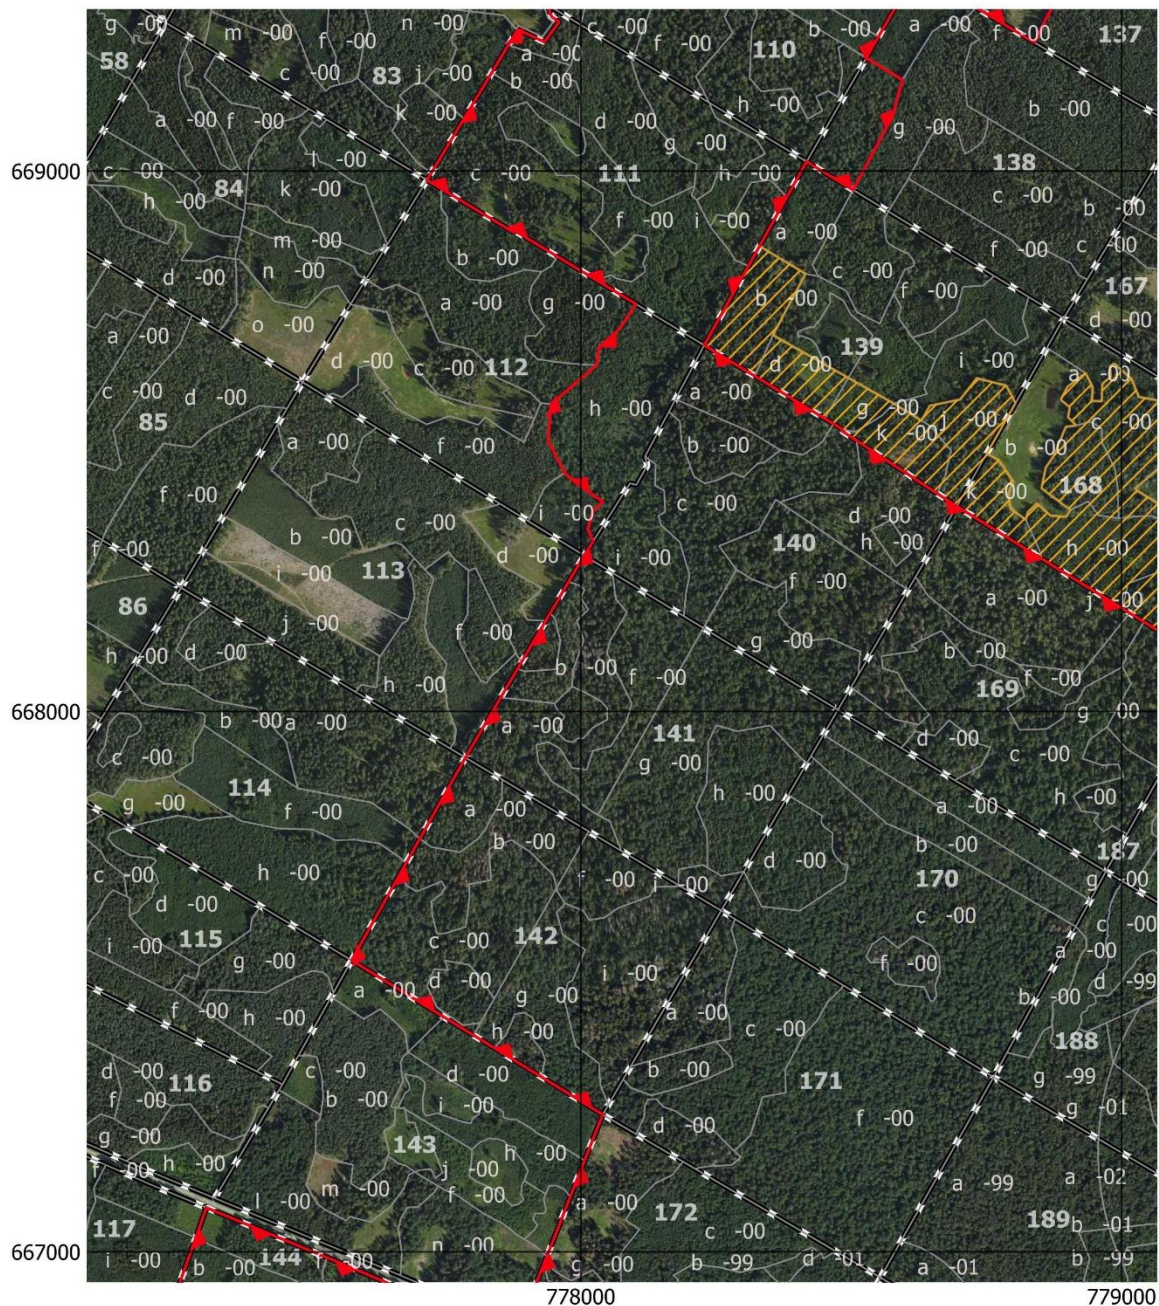 g -00 m -00 f -00 n -00 c -00 f -00 b -00 a -00 f -00
58 83 110 137
c -00 j -00 a -00 b -00
a -00 f -00 k -00 d -00 h -00 b -00
g -00 g -00
669000
c -00 l -00 c -00 111 h -00 138
84 k -00 c -00 b -00
h -00 f -00 i -00 a -00
m -00 b -00 f -00 c -00
d -00 n -00 c -00 167
a -00 g -00 b -00 f -00
o -00 d -00
a -00 139
d -00 c -00 112 d -00 i -00 a -00
c -00 d -00 h -00 a -00 g -00 j -00 c -00
85 k -00
a -00 f -00 b -00 b -00
f -00 k -00 168
c -00 i -00 c -00 d -00
b -00 140 h -00 h -00
f -00 d -00 i -00
i -00 113 f -00
86 a -00 j -00
j -00 f -00 g -00
h -00 d -00 b -00
b -00 f -00 169 f -00
h -00
668000
b -00 a -00 a -00 g -00
141 d -00
c -00 g -00 c -00
114 h -00 h -00
g -00 f -00 a -00 a -00
b -00 b -00 187
c -00 h -00 f -00 j -00 d -00 170 g -00
d -00 c -00 c -00
115 c -00 142
i -00 g -00 f -00 a -00
d -00 i -00 d -99
a -00 g -00 b -00
f -00 h -00 h -00 a -00 c -00 188
d -00 116 c -00 d -00 b -00 171 g -99
f -00 b -00 i -00 g -01
g -00 143 d -00 f -00
h -00 h -00
f -00 j -00 a -02
l -00 m -00 f -00 a -00 a -99
117 172 189 b -01
n -00 c -00
667000
i -00 b -00 144 f -00 g -00 b -99 d -01 a -01 b -99
778000 779000